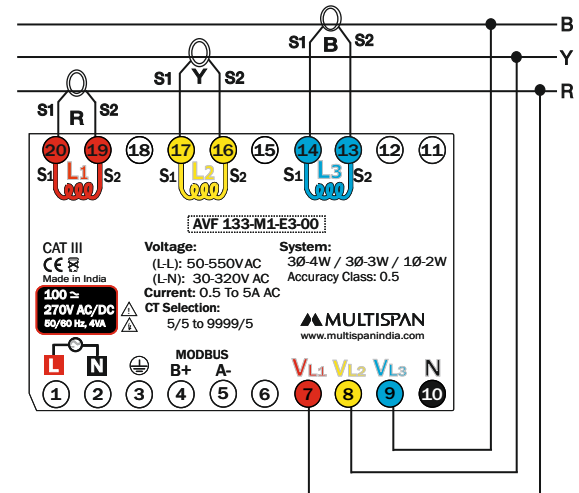 B
S1 B S2
Y
S1 Y S2
R
S1 R S2
20 19 18 17 16 15 14 13 12 11
S1 L1 S2 S1 L2 S2 S1 L3 S2
AVF 133-M1-E3-00
CAT III
CE
Made in India
100 ≃
270V AC/DC
50/60 Hz, 4VA
Voltage:
(L-L): 50-550V AC
(L-N): 30-320V AC
Current: 0.5 To 5A AC
CT Selection:
5/5 to 9999/5
System:
3Ø-4W / 3Ø-3W / 1Ø-2W
Accuracy Class: 0.5
MULTISPAN
www.multispanindia.com
MODBUS
L N B+ A- VL1 VL2 VL3 N
1 2 3 4 5 6 7 8 9 10